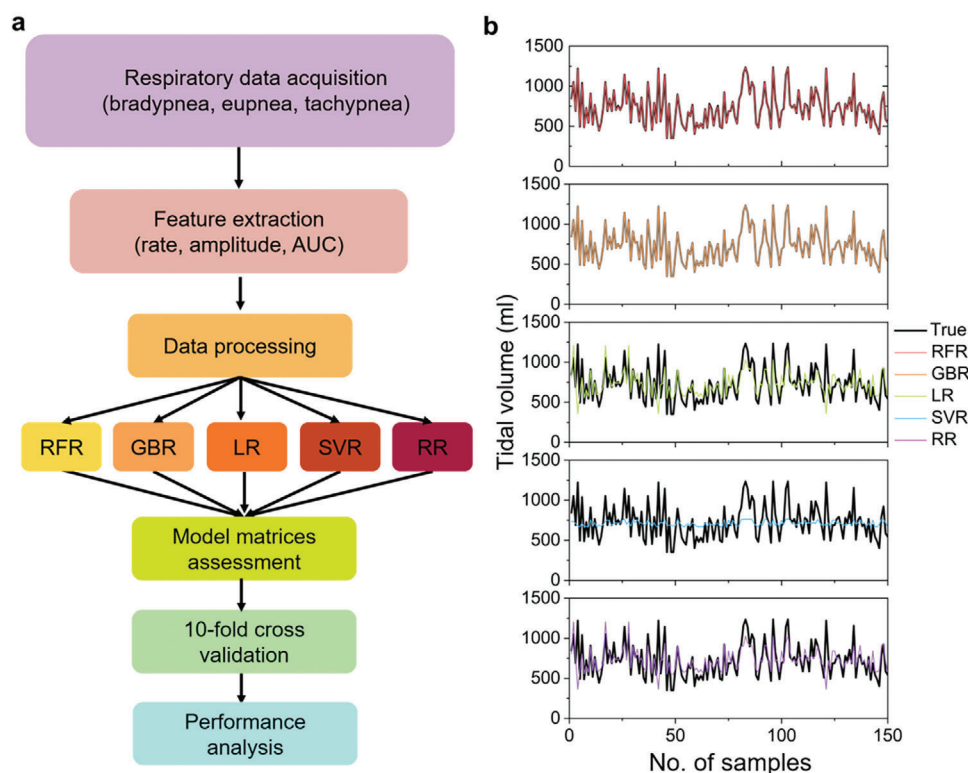 a
Respiratory data acquisition
(bradypnea, eupnea, tachypnea)
Feature extraction
(rate, amplitude, AUC)
Data processing
RFR
GBR
LR
SVR
RR
Model matrices
assessment
10-fold cross
validation
Performance
analysis
b
1500
1000
500
0
1500
1000
500
0
1500
1000
500
0
1500
1000
500
0
1500
1000
500
0
0
50
100
150
Tidal volume (ml)
No. of samples
True
RFR
GBR
LR
SVR
RR